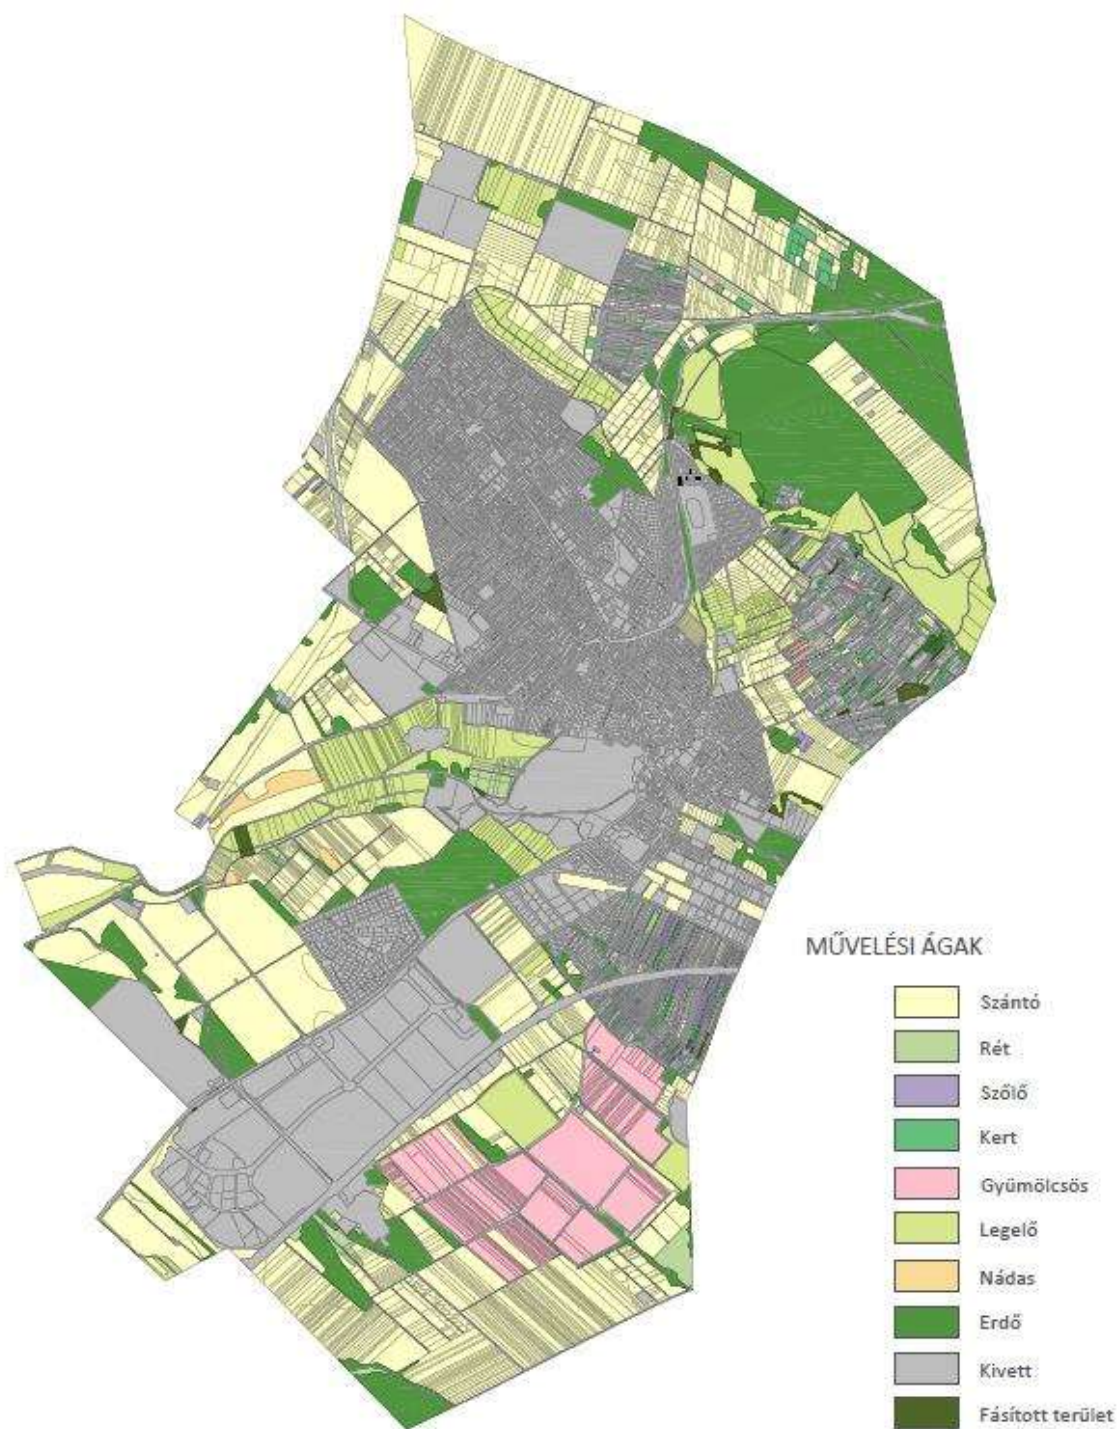 MŰVELÉSI ÁGAK
Szántó
Rét
Szőlő
Kert
Gyümölcsös
Legelő
Nádas
Erdő
Kivett
Fásított terület